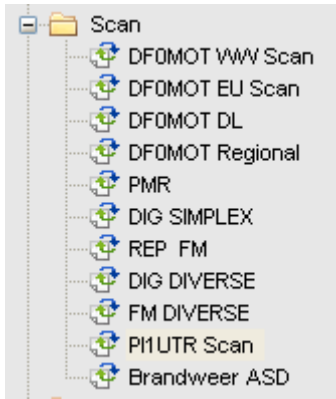 Scan
DF0MOT WW Scan
DF0MOT EU Scan
DF0MOT DL
DF0MOT Regional
PMR
DIG SIMPLEX
REP  FM
DIG DIVERSE
FM DIVERSE
PI1UTR Scan
Brandweer ASD